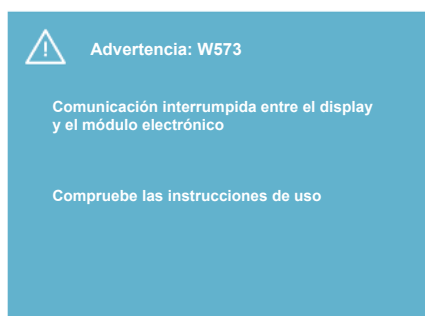 Advertencia: W573
Comunicación interrumpida entre el display
y el módulo electrónico
Compruebe las instrucciones de uso